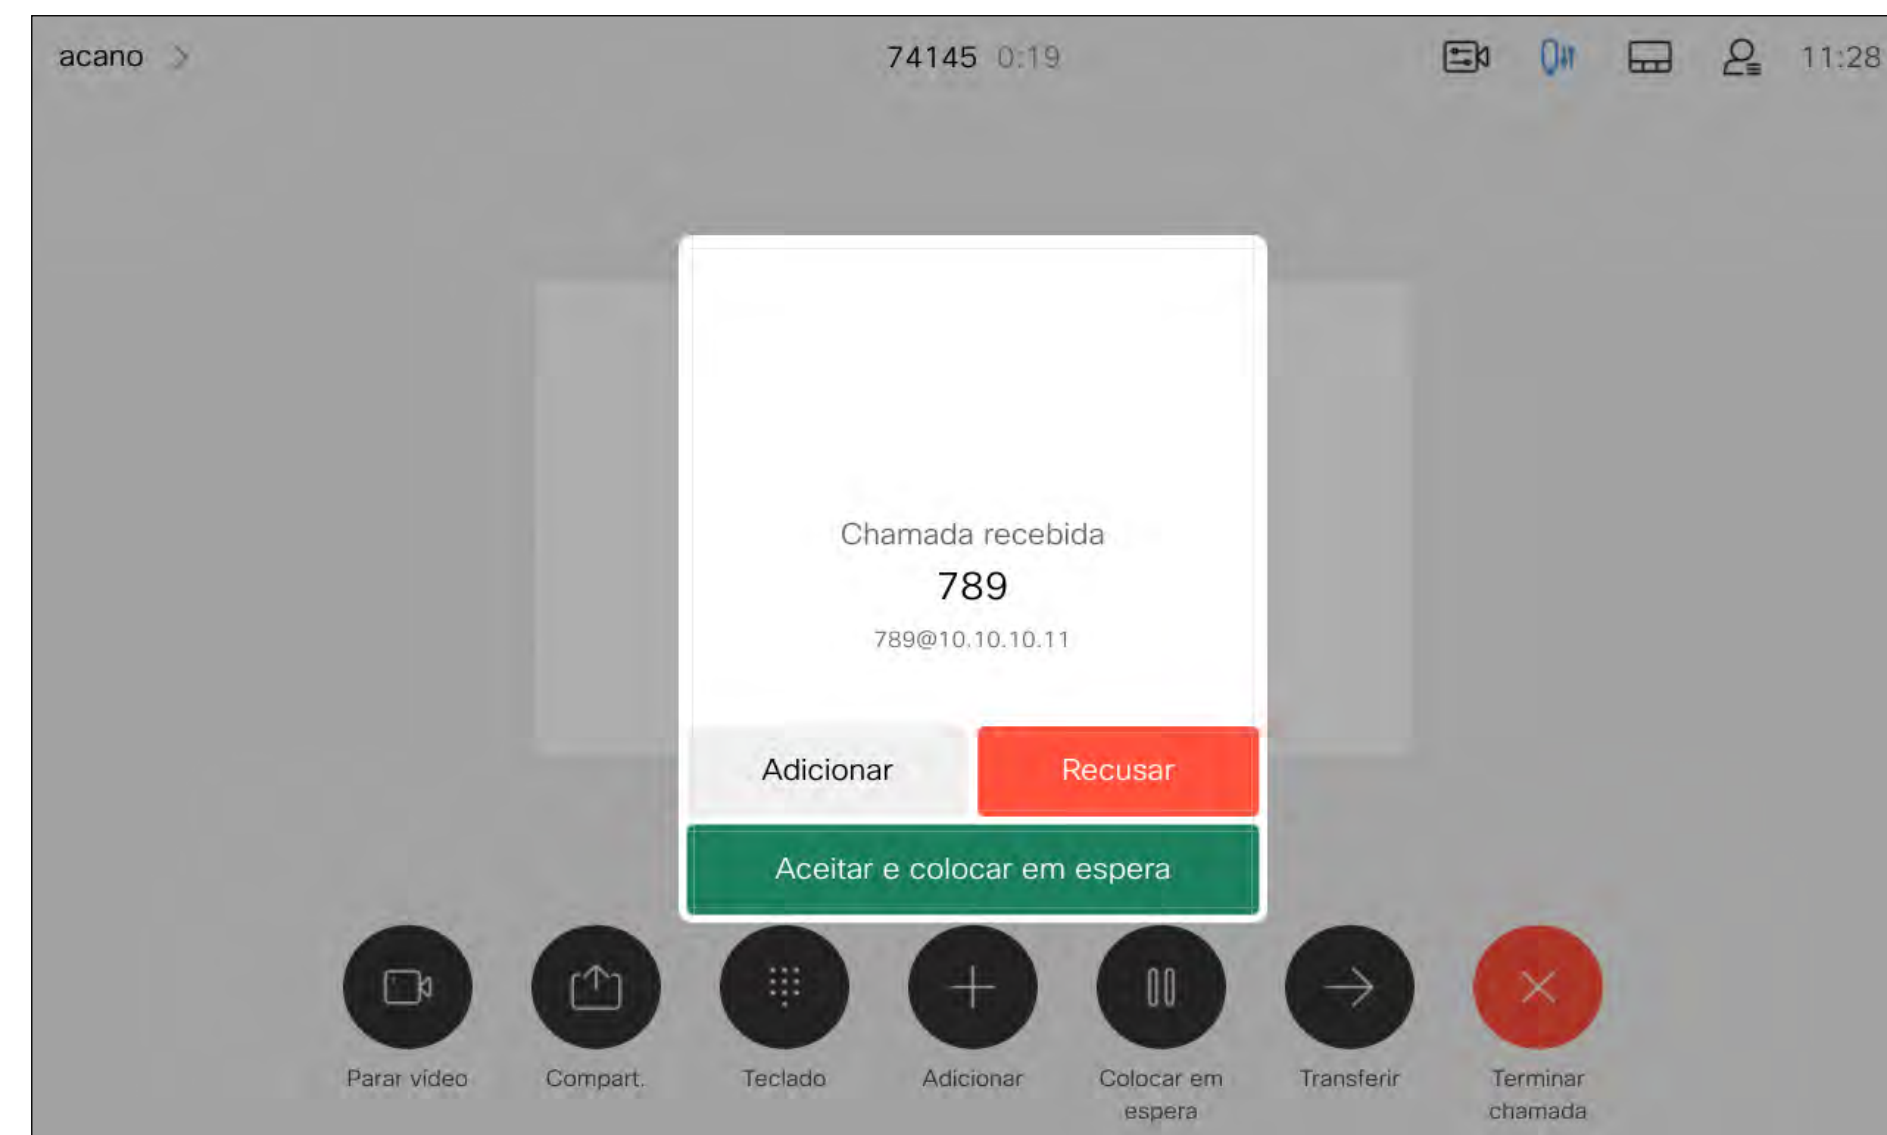 acano
74145 0:19
11:28
Chamada recebida
789
789@10.10.10.11
Adicionar
Recusar
Aceitar e colocar em espera
Parar vídeo
Compart.
Teclado
Adicionar
Colocar em
espera
Transferir
Terminar
chamada